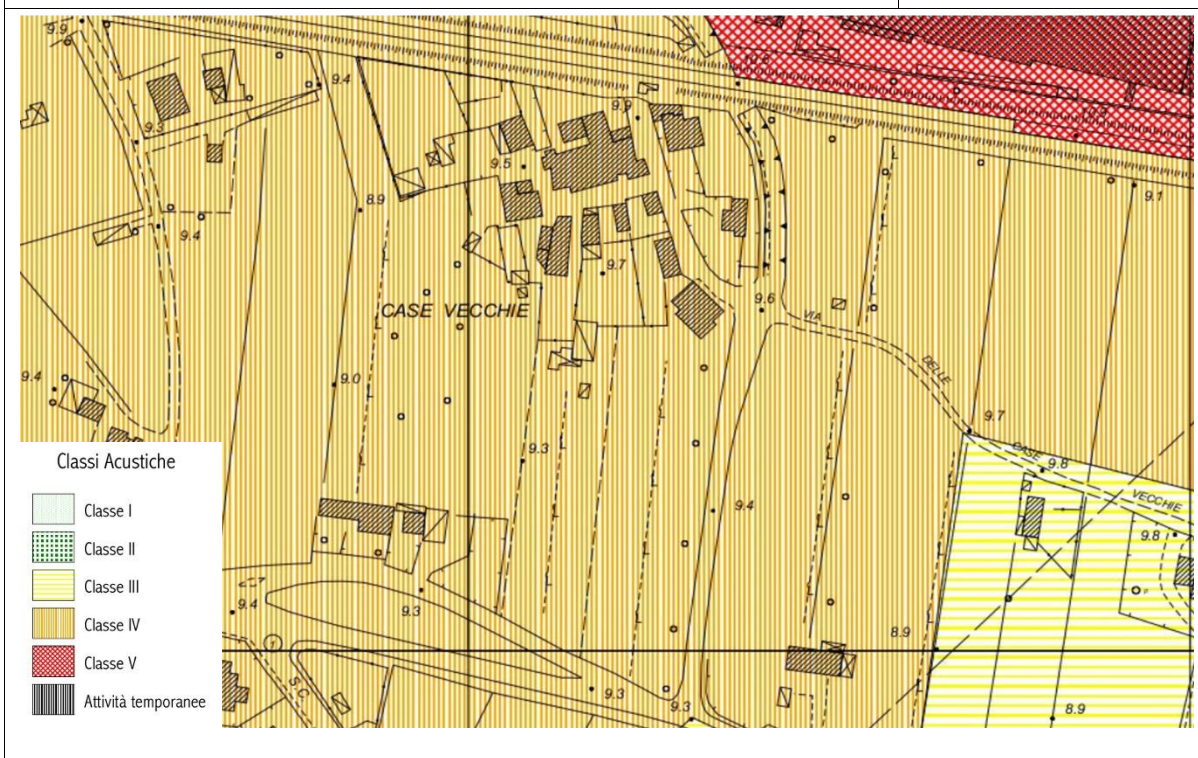 9.9
10.6
9.4
9.9
9.3
9.5
9.1
8.9
9.4
9.7
9.6
CASE VECCHIE
VIA
DELLE
9.4
9.0
9.7
CASE
9.8
9.3
VECCHIE
9.4
9.8
8.9
9.4
9.3
1
S.C.
9.3
9.3
8.9
Classi Acustiche
Classe I
Classe II
Classe III
Classe IV
Classe V
Attività temporanee